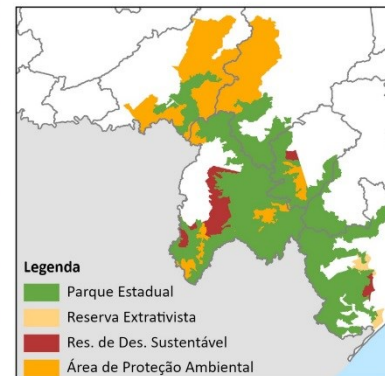 Legenda
Parque Estadual
Reserva Extrativista
Res. de Des. Sustentável
Área de Proteção Ambiental